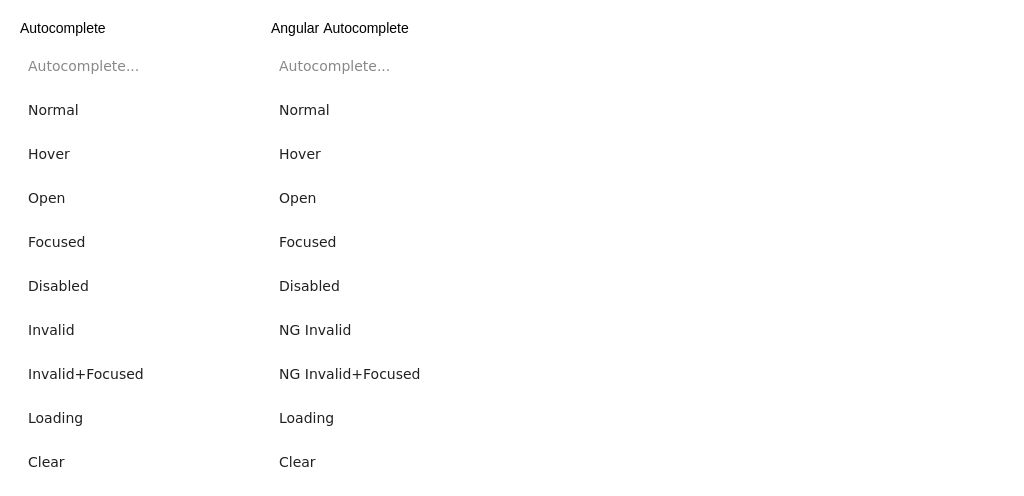 Autocomplete
Autocomplete...
Normal
Hover
Open
Focused
Disabled
Invalid
Invalid+Focused
Loading
Clear
Angular Autocomplete
Autocomplete...
Normal
Hover
Open
Focused
Disabled
NG Invalid
NG Invalid+Focused
Loading
Clear